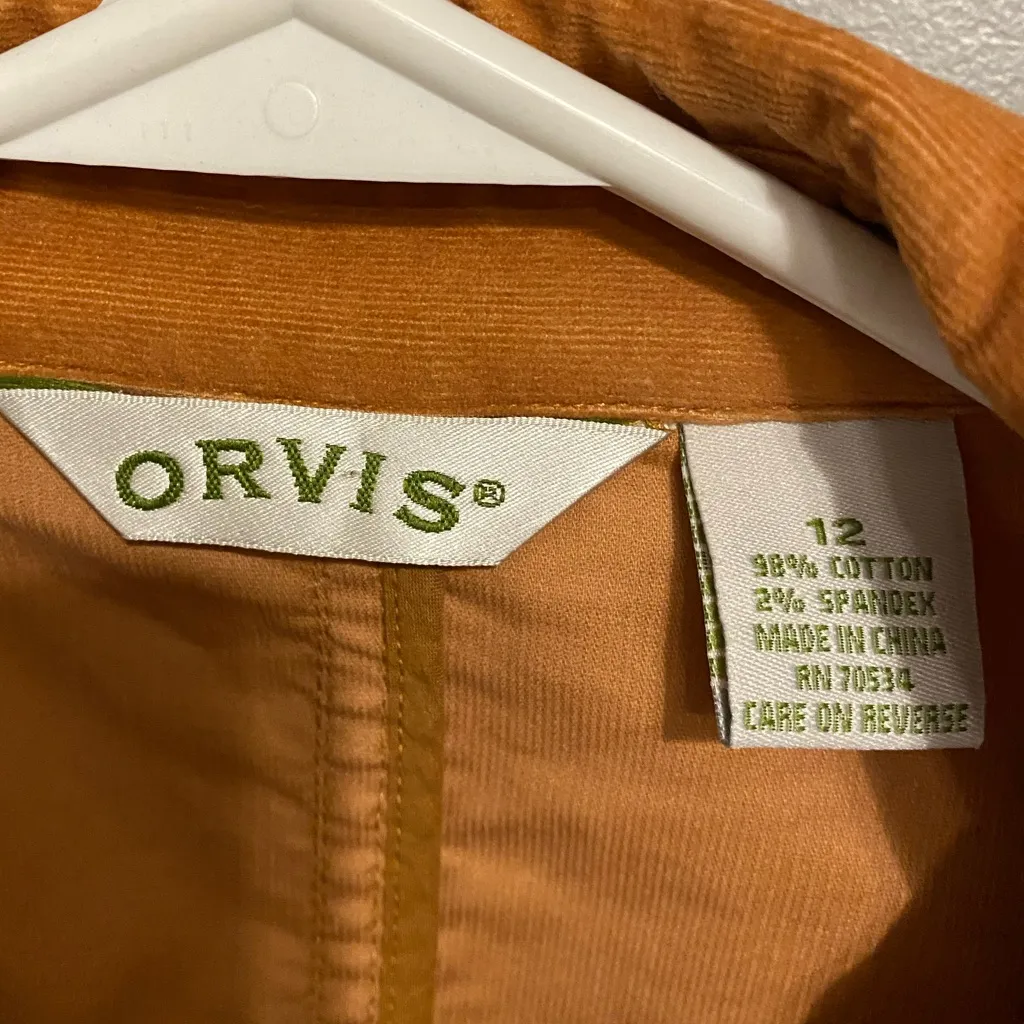 ORVIS®
12
98% COTTON
2% SPANDEX
MADE IN CHINA
RN 70534
CARE ON REVERSE